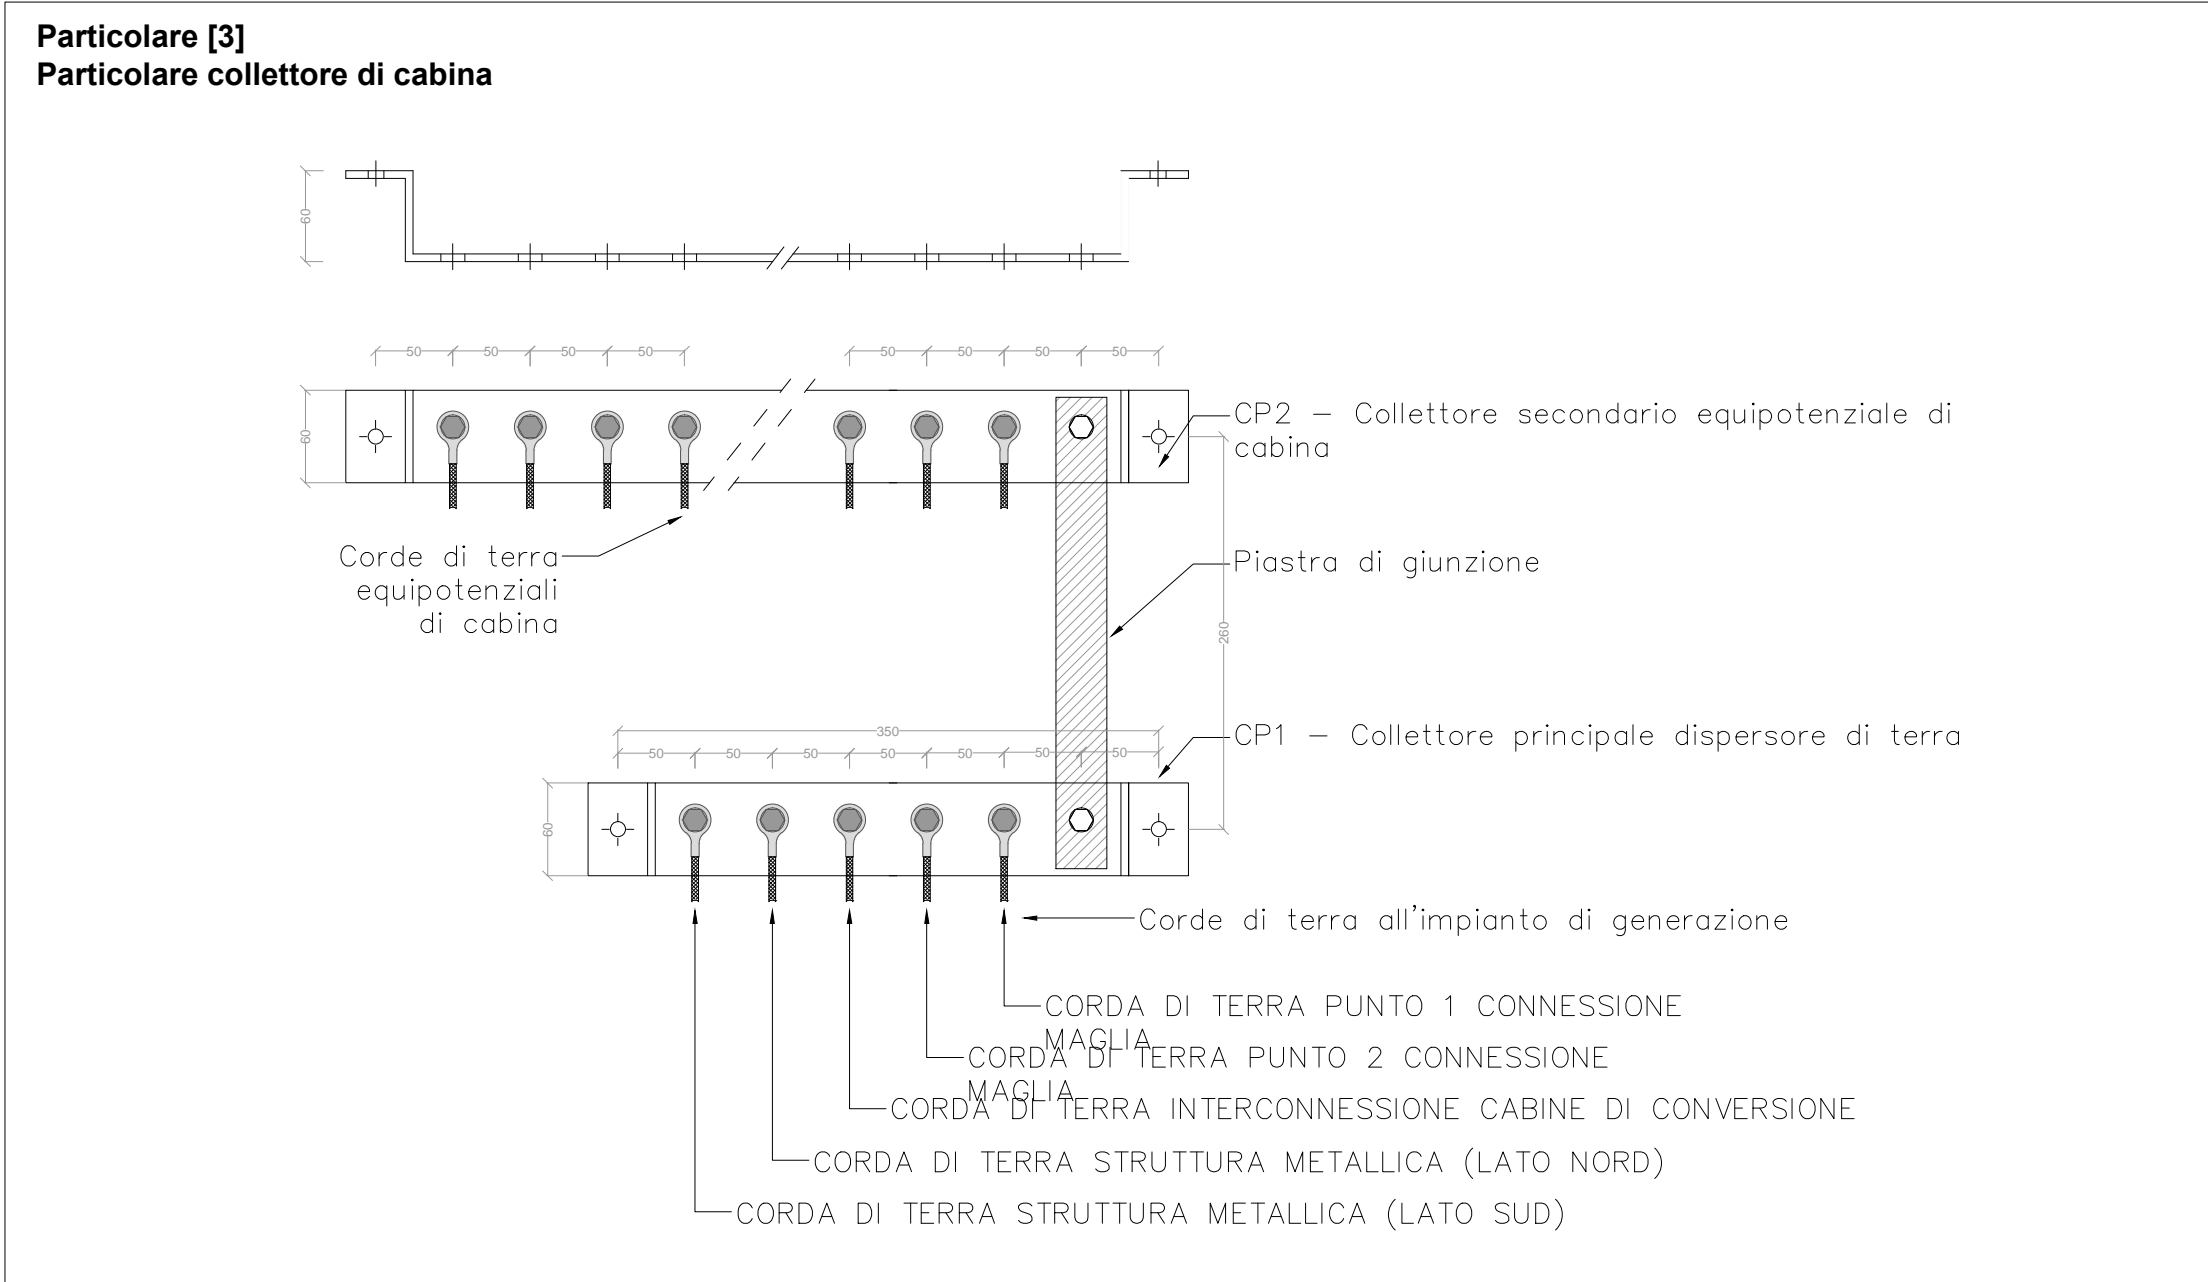 Particolare [3]
Particolare collettore di cabina
60
50
50
50
50
50
50
50
50
60
CP2 – Collettore secondario equipotenziale di
cabina
Corde di terra
equipotenziali
di cabina
Piastra di giunzione
260
350
50
50
50
50
50
50
50
CP1 – Collettore principale dispersore di terra
60
Corde di terra all'impianto di generazione
CORDA DI TERRA PUNTO 1 CONNESSIONE
MAGLIA
CORDA DI TERRA PUNTO 2 CONNESSIONE
MAGLIA
CORDA DI TERRA INTERCONNESSIONE CABINE DI CONVERSIONE
CORDA DI TERRA STRUTTURA METALLICA (LATO NORD)
CORDA DI TERRA STRUTTURA METALLICA (LATO SUD)